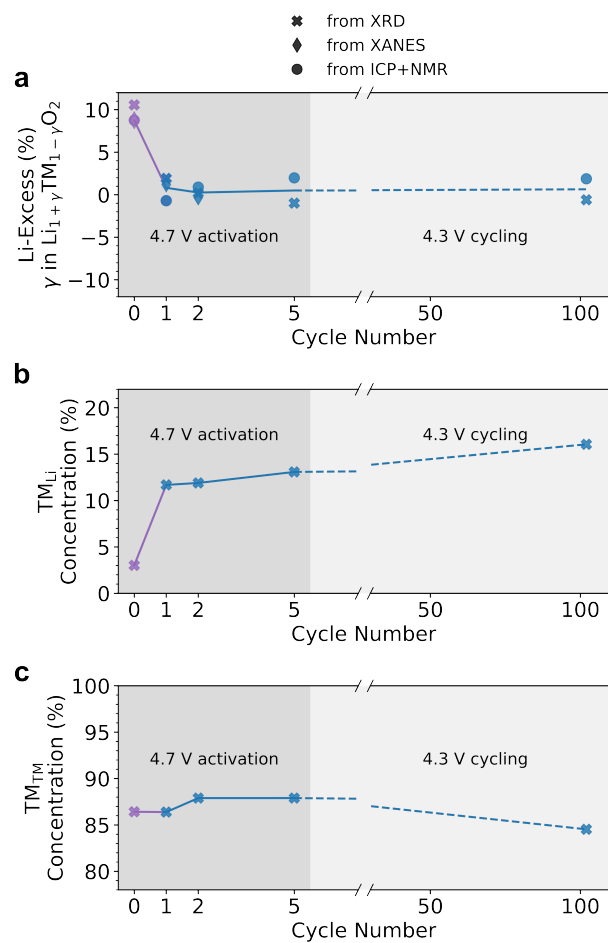 from XRD
from XANES
from ICP+NMR
a
Li-Excess (%)
γ in Li₁₊γTM₁₋γO₂
10
5
0
−5
−10
4.7 V activation
4.3 V cycling
0 1 2 5 50 100
Cycle Number
b
TM_Li
Concentration (%)
20
15
10
5
0
4.7 V activation
4.3 V cycling
0 1 2 5 50 100
Cycle Number
c
TM_TM
Concentration (%)
100
95
90
85
80
4.7 V activation
4.3 V cycling
0 1 2 5 50 100
Cycle Number